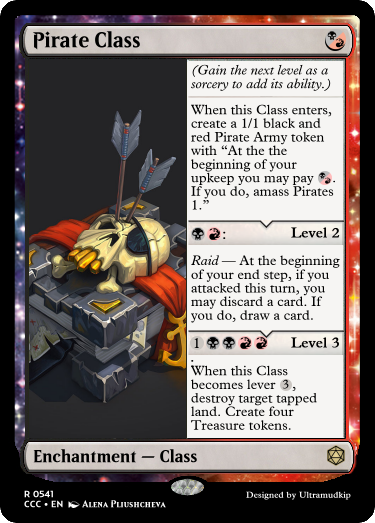 Pirate Class
(Gain the next level as a
sorcery to add its ability.)
When this Class enters,
create a 1/1 black and
red Pirate Army token
with “At the the
beginning of your
upkeep you may pay .
If you do, amass Pirates
1.”
: Level 2
Raid — At the beginning
of your end step, if you
attacked this turn, you
may discard a card. If
you do, draw a card.
1 Level 3
.
When this Class
becomes lever 3,
destroy target tapped
land. Create four
Treasure tokens.
Enchantment — Class
R 0541
CCC • EN Alena Pliushcheva
Designed by Ultramudkip